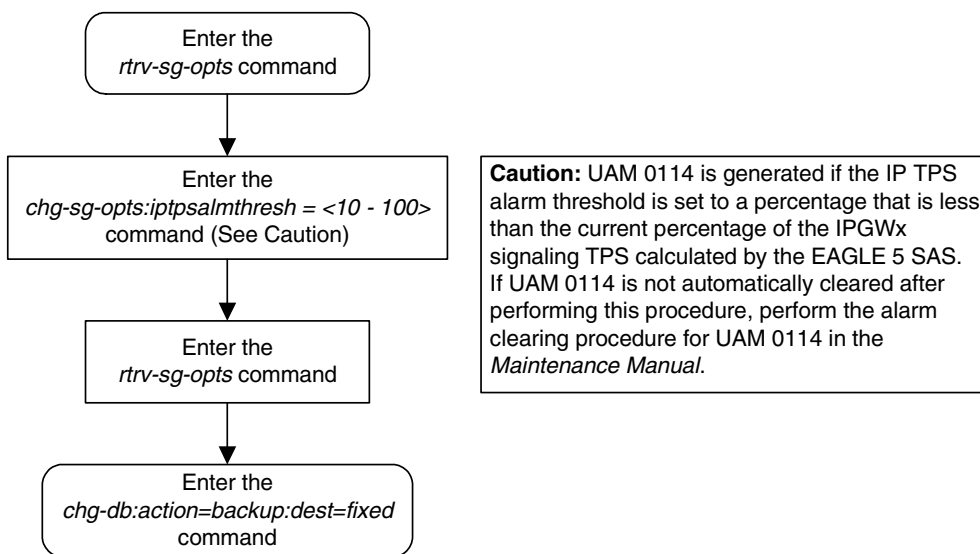 Enter the
rtrv-sg-opts command
Enter the
chg-sg-opts:iptpsalmthresh = <10 - 100>
command (See Caution)
Caution: UAM 0114 is generated if the IP TPS
alarm threshold is set to a percentage that is less
than the current percentage of the IPGWx
signaling TPS calculated by the EAGLE 5 SAS.
If UAM 0114 is not automatically cleared after
performing this procedure, perform the alarm
clearing procedure for UAM 0114 in the
Maintenance Manual.
Enter the
rtrv-sg-opts command
Enter the
chg-db:action=backup:dest=fixed
command